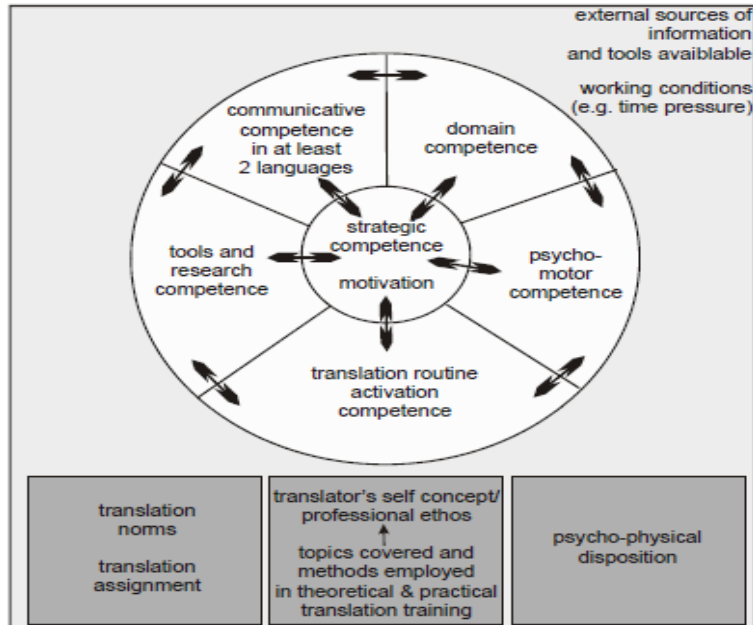 external sources of
information
and tools avaiblable
working conditions
(e.g. time pressure)
communicative
competence
in at least
2 languages
domain
competence
strategic
competence
motivation
tools and
research
competence
psycho-
motor
competence
translation routine
activation
competence
translation
norms
translation
assignment
translator's self concept/
professional ethos
topics covered and
methods employed
in theoretical & practical
translation training
psycho-physical
disposition